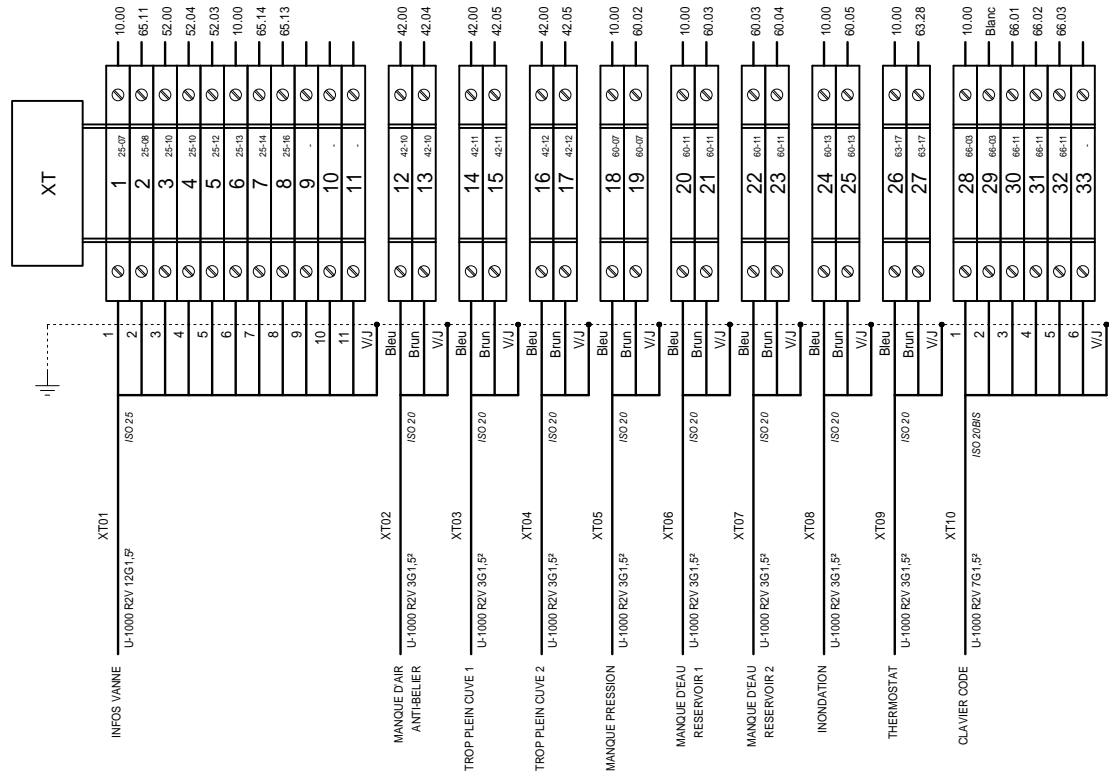 XT
10.00
65.11
52.00
52.04
52.03
10.00
65.14
65.13
42.00
42.04
42.00
42.05
42.00
42.05
10.00
60.02
10.00
60.03
60.03
60.04
10.00
60.05
10.00
63.28
10.00
Blanc
66.01
66.02
66.03
1 25-07
2 25-08
3 25-10
4 25-10
5 25-12
6 25-13
7 25-14
8 25-16
9 -
10 -
11 -
12 42-10
13 42-10
14 42-11
15 42-11
16 42-12
17 42-12
18 60-07
19 60-07
20 60-11
21 60-11
22 60-11
23 60-11
24 60-13
25 60-13
26 63-17
27 63-17
28 66-03
29 66-03
30 66-11
31 66-11
32 66-11
33 -
1
2
3
4
5
6
7
8
9
10
11
V/J
Bleu
Brun
V/J
Bleu
Brun
V/J
Bleu
Brun
V/J
Bleu
Brun
V/J
Bleu
Brun
V/J
Bleu
Brun
V/J
Bleu
Brun
V/J
Bleu
Brun
V/J
1
2
3
4
5
6
V/J
ISO 25
ISO 20
ISO 20
ISO 20
ISO 20
ISO 20
ISO 20
ISO 20
ISO 20
ISO 20BIS
XT01
XT02
XT03
XT04
XT05
XT06
XT07
XT08
XT09
XT10
U-1000 R2V 12G1,5²
U-1000 R2V 3G1,5²
U-1000 R2V 3G1,5²
U-1000 R2V 3G1,5²
U-1000 R2V 3G1,5²
U-1000 R2V 3G1,5²
U-1000 R2V 3G1,5²
U-1000 R2V 3G1,5²
U-1000 R2V 3G1,5²
U-1000 R2V 7G1,5²
INFOS VANNE
MANQUE D'AIR
ANTI-BELIER
TROP PLEIN CUVE 1
TROP PLEIN CUVE 2
MANQUE PRESSION
MANQUE D'EAU
RESERVOIR 1
MANQUE D'EAU
RESERVOIR 2
INONDATION
THERMOSTAT
CLAVIER CODE